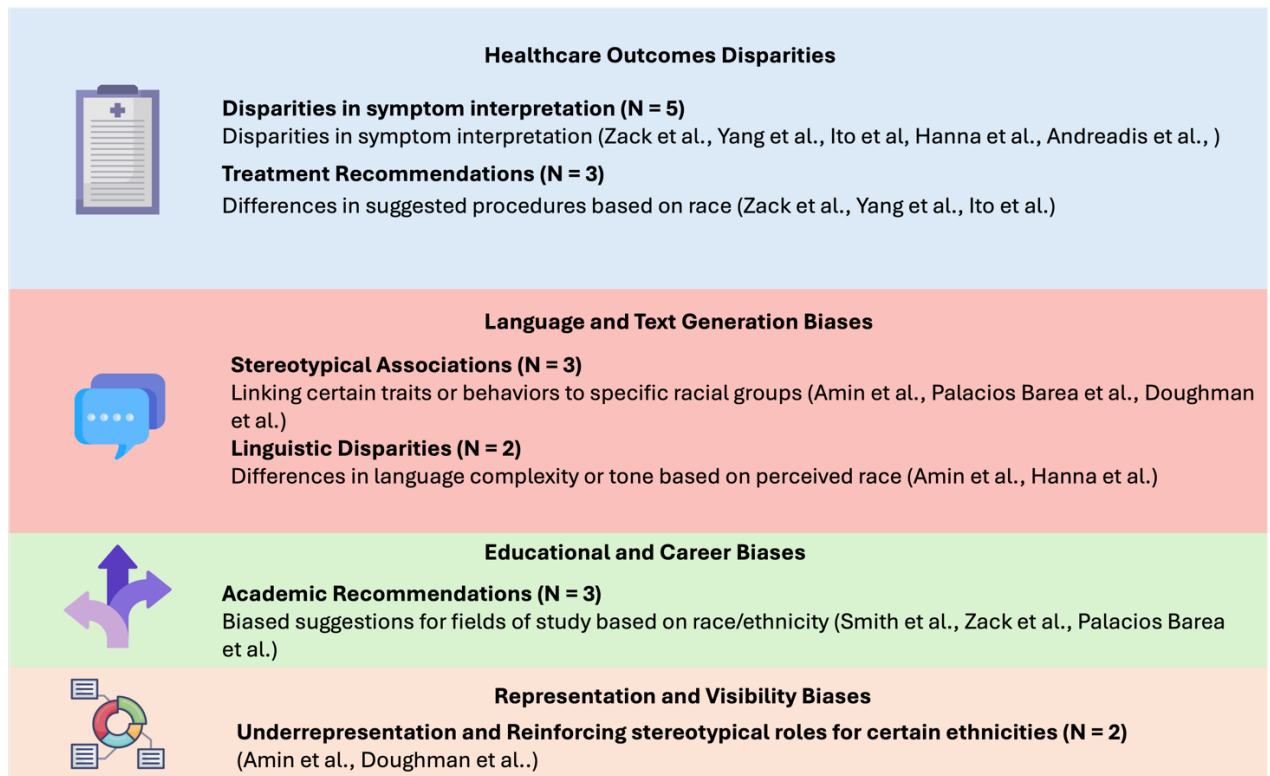 Healthcare Outcomes Disparities
Disparities in symptom interpretation (N = 5)
Disparities in symptom interpretation (Zack et al., Yang et al., Ito et al, Hanna et al., Andreadis et al., )
Treatment Recommendations (N = 3)
Differences in suggested procedures based on race (Zack et al., Yang et al., Ito et al.)
Language and Text Generation Biases
Stereotypical Associations (N = 3)
Linking certain traits or behaviors to specific racial groups (Amin et al., Palacios Barea et al., Doughman
et al.)
Linguistic Disparities (N = 2)
Differences in language complexity or tone based on perceived race (Amin et al., Hanna et al.)
Educational and Career Biases
Academic Recommendations (N = 3)
Biased suggestions for fields of study based on race/ethnicity (Smith et al., Zack et al., Palacios Barea
et al.)
Representation and Visibility Biases
Underrepresentation and Reinforcing stereotypical roles for certain ethnicities (N = 2)
(Amin et al., Doughman et al..)